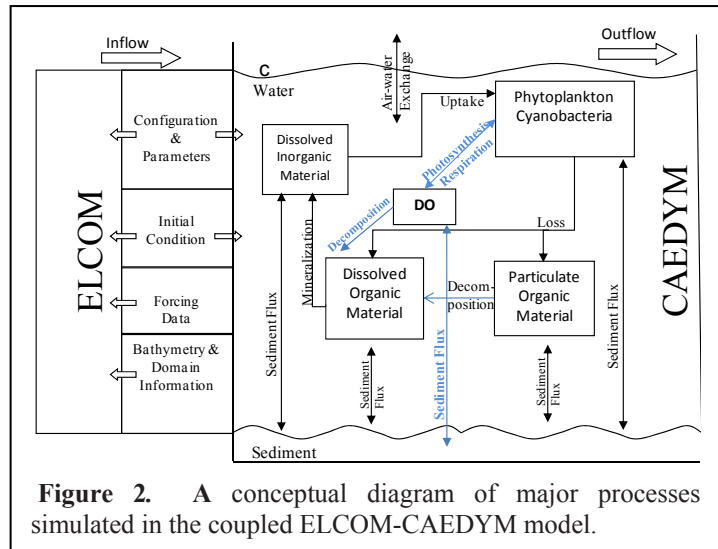 Inflow
Outflow
ELCOM
Configuration
&
Parameters
Initial
Condition
Forcing
Data
Bathymetry &
Domain
Information
C
Water
Air-water
Exchange
Uptake
Phytoplankton
Cyanobacteria
Dissolved
Inorganic
Material
Photosynthesis
Respiration
DO
Decomposition
Loss
Mineralization
Dissolved
Organic
Material
Decom-
position
Particulate
Organic
Material
Sediment Flux
Sediment
Flux
Sediment Flux
Sediment
Flux
Sediment Flux
CAEDYM
Sediment
Figure 2. A conceptual diagram of major processes
simulated in the coupled ELCOM-CAEDYM model.